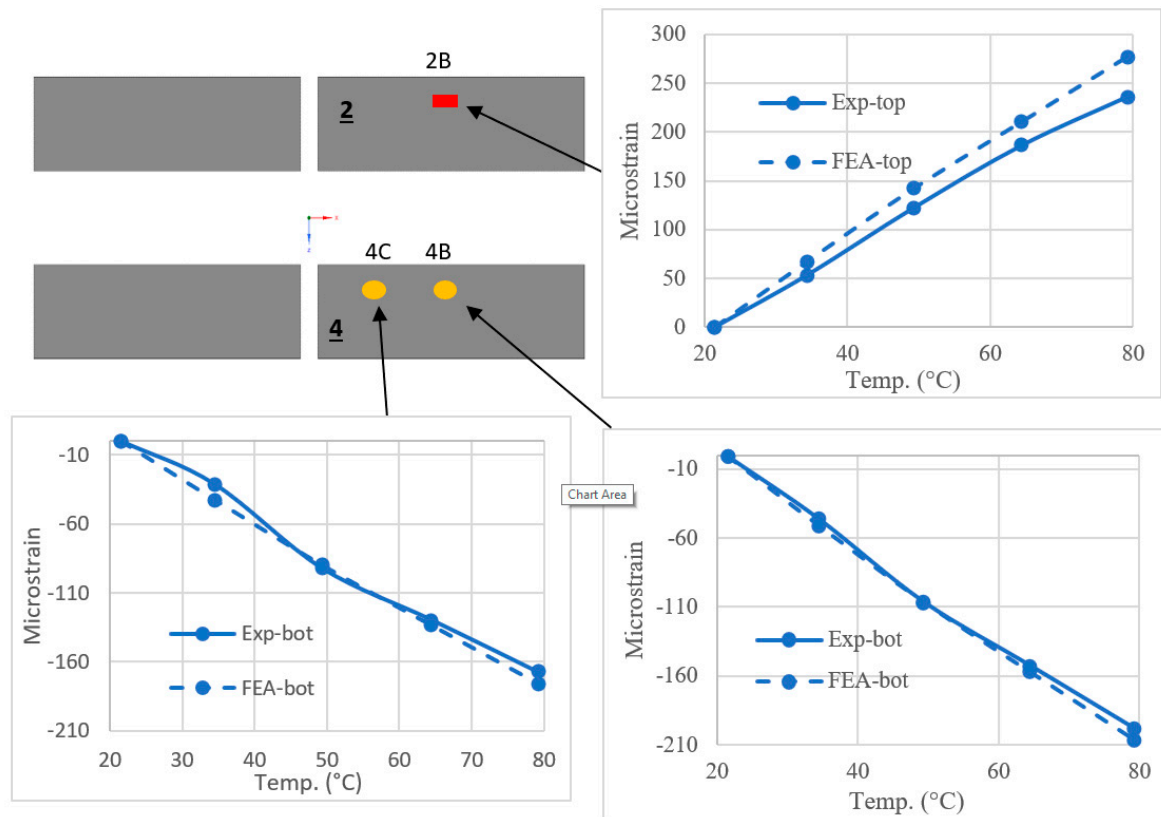 2B
2
X
Z
4C
4B
4
300
250
200
150
100
50
0
Microstrain
Exp-top
FEA-top
20
40
60
80
Temp. (°C)
-10
-60
-110
-160
-210
Microstrain
Exp-bot
FEA-bot
20
30
40
50
60
70
80
Temp. (°C)
Chart Area
-10
-60
-110
-160
-210
Microstrain
Exp-bot
FEA-bot
20
40
60
80
Temp. (°C)